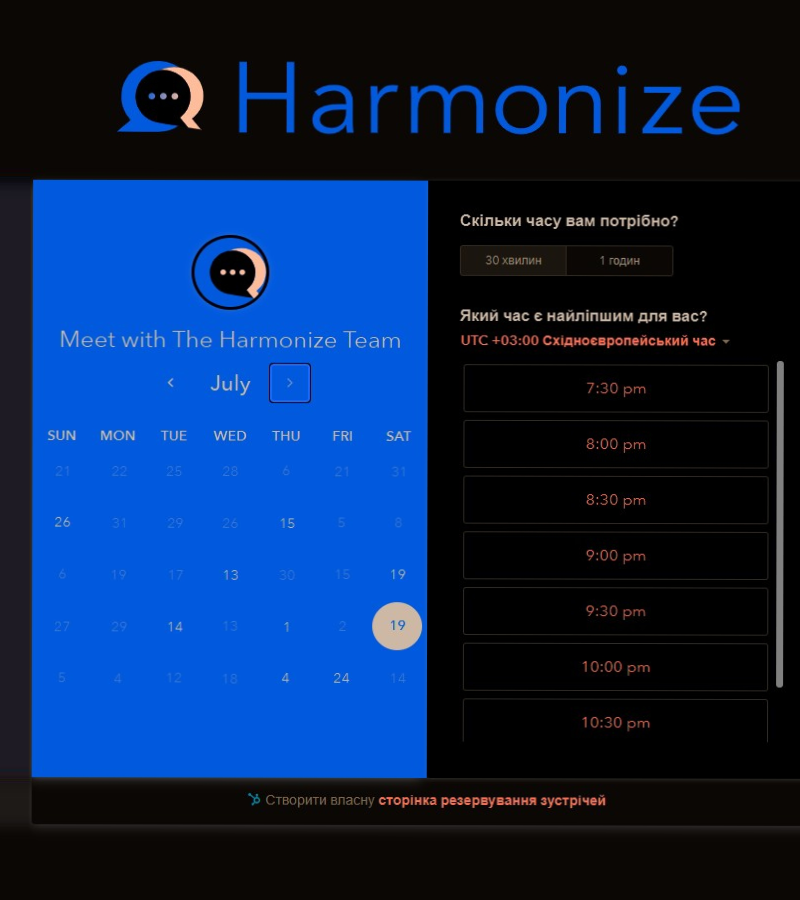 Harmonize
Meet with The Harmonize Team
July
SUN MON TUE WED THU FRI SAT
21 22 25 28 6 21 31
26 31 29 26 15 5 8
6 19 17 13 30 15 19
27 29 14 13 1 2 19
5 4 12 18 4 24 14
Скільки часу вам потрібно?
30 хвилин 1 годин
Який час є найліпшим для вас?
UTC +03:00 Східноєвропейський час
7:30 pm
8:00 pm
8:30 pm
9:00 pm
9:30 pm
10:00 pm
10:30 pm
Створити власну сторінка резервування зустрічей